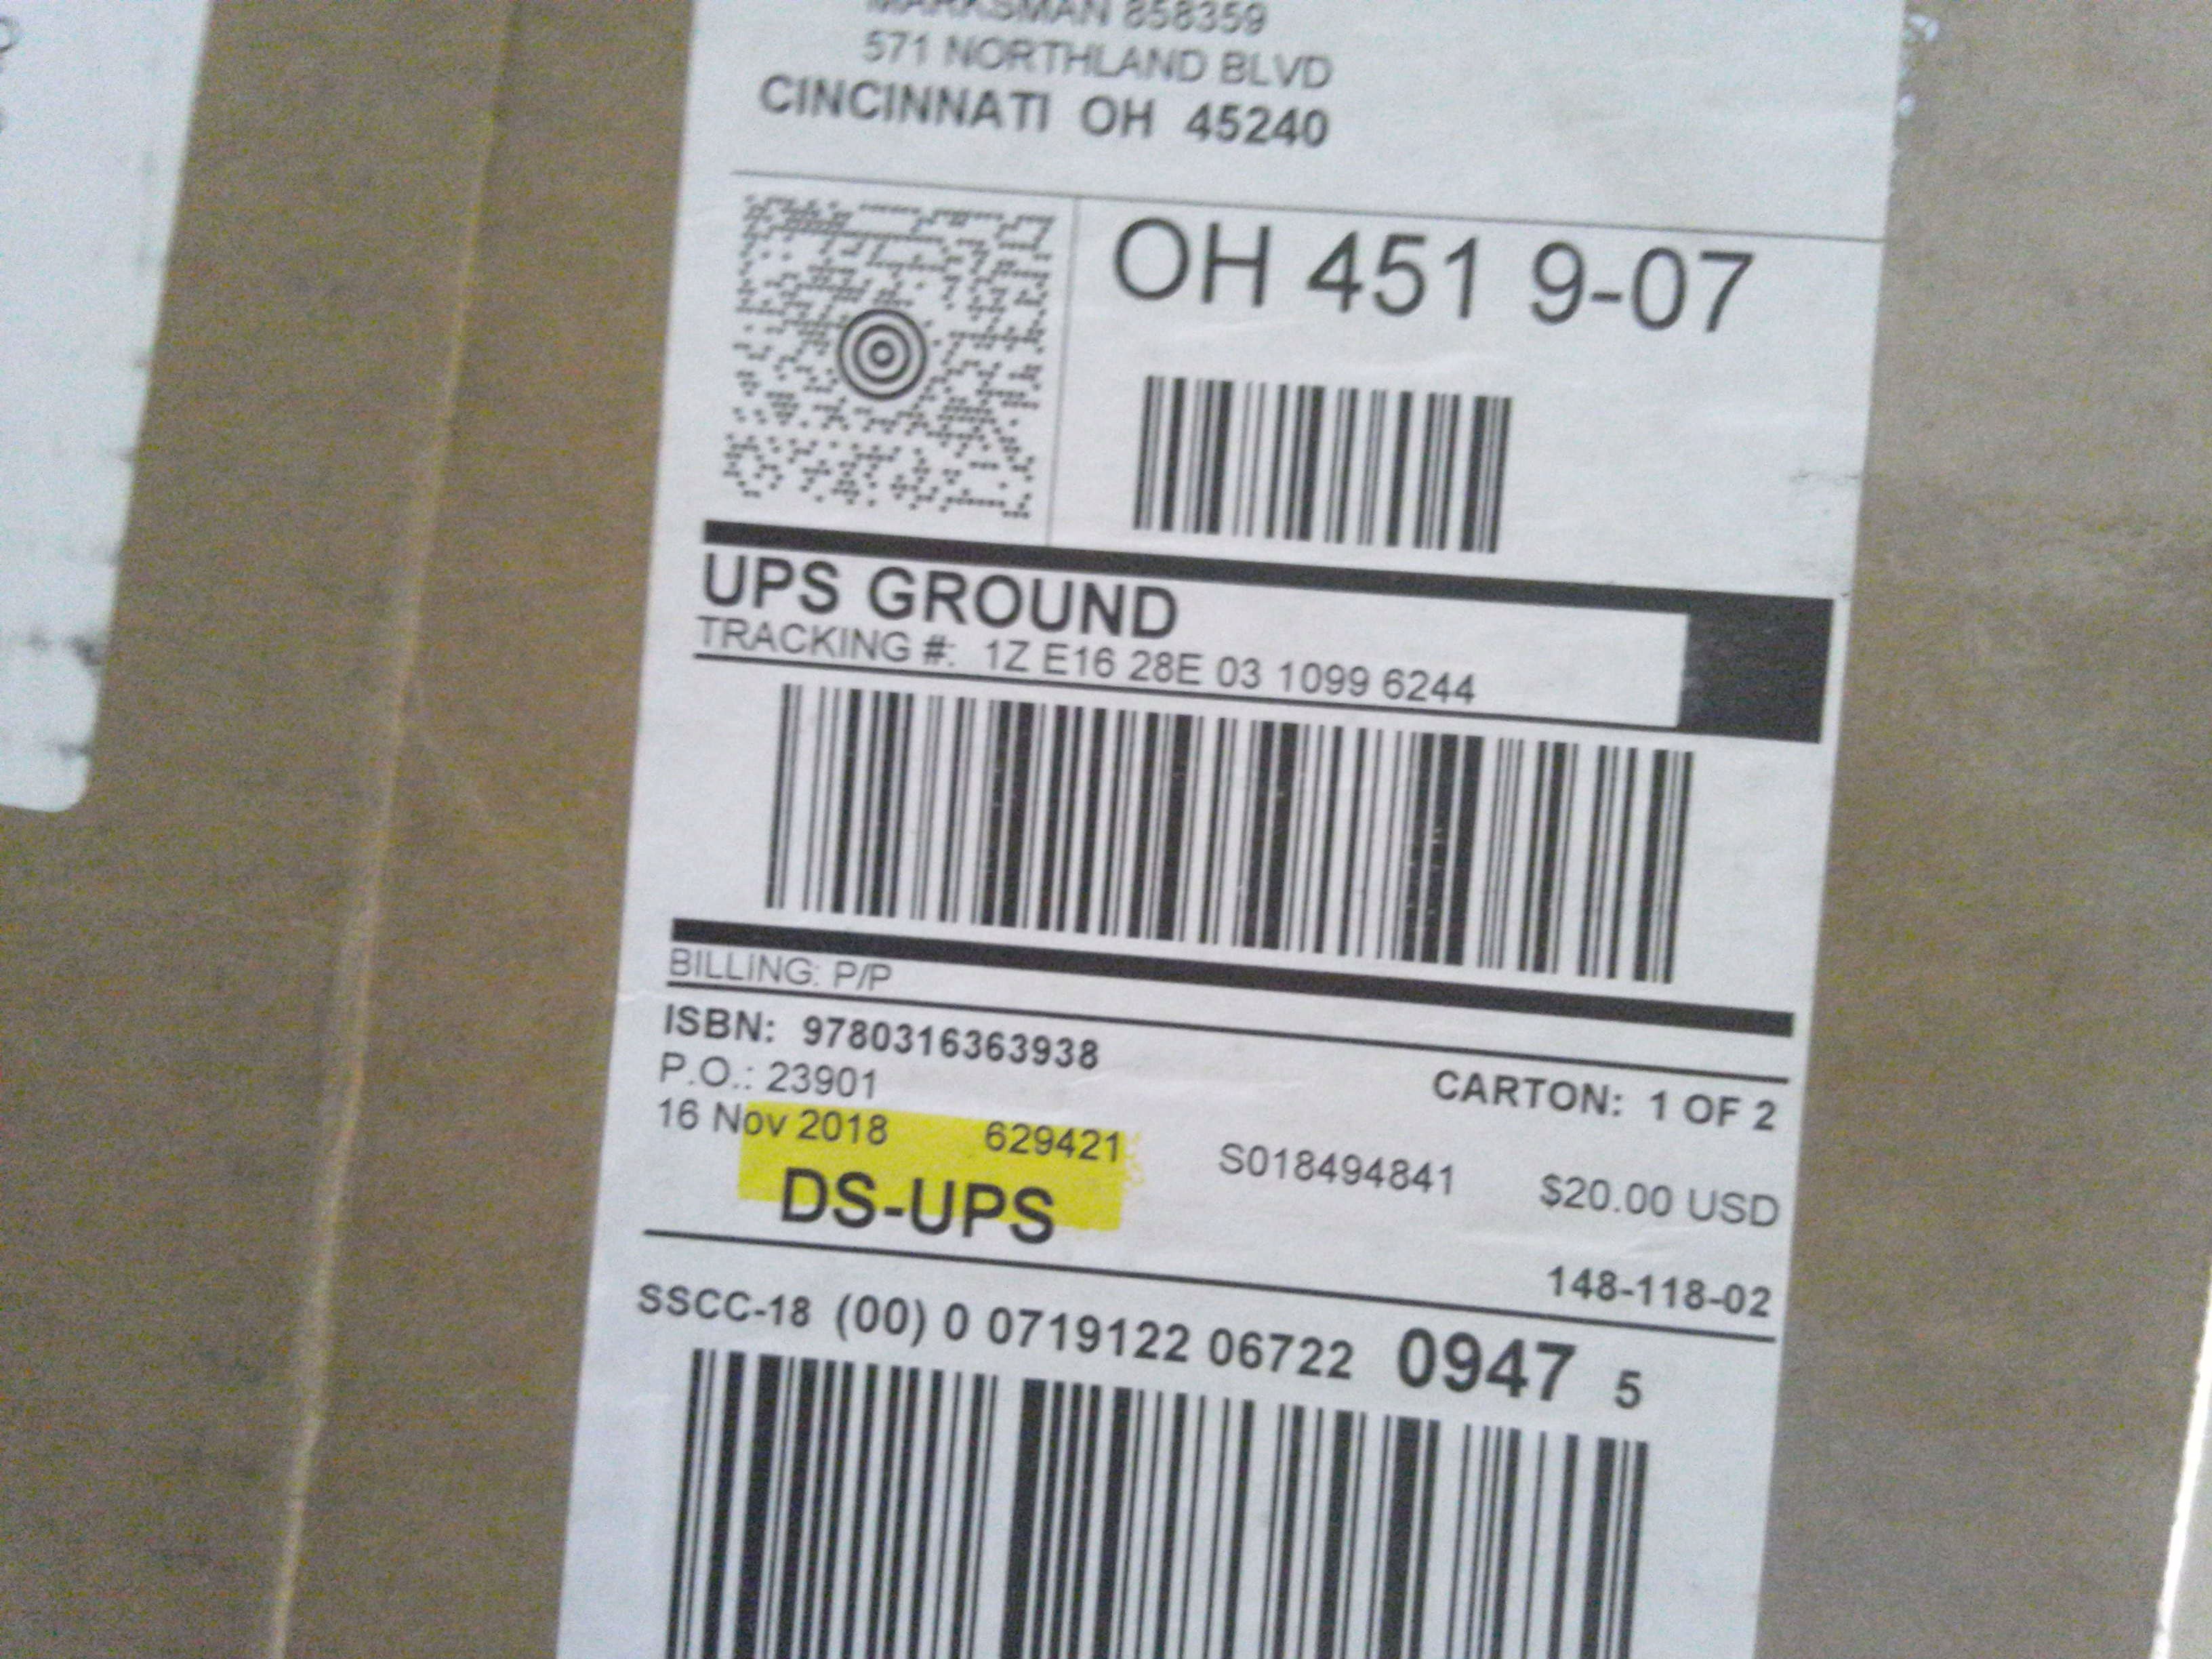 MARKSMAN 858359
571 NORTHLAND BLVD
CINCINNATI OH 45240
OH 451 9-07
UPS GROUND
TRACKING #: 1Z E16 28E 03 1099 6244
BILLING: P/P
ISBN: 9780316363938
P.O.: 23901
CARTON: 1 OF 2
16 Nov 2018 629421 S018494841 $20.00 USD
DS-UPS
148-118-02
SSCC-18 (00) 0 0719122 06722 0947 5